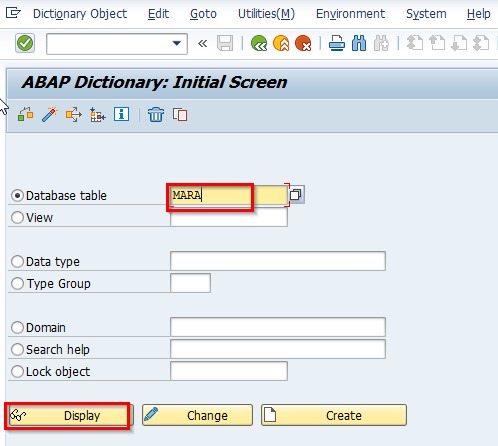 Dictionary Object Edit Goto Utilities(M) Environment System Help
ABAP Dictionary: Initial Screen
Database table MARA
View
Data type
Type Group
Domain
Search help
Lock object
Display Change Create